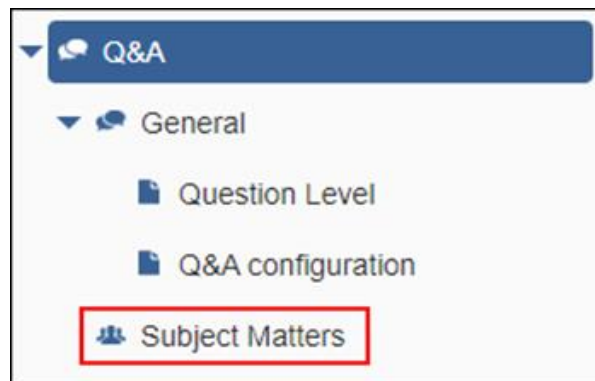 Q&A
General
Question Level
Q&A configuration
Subject Matters